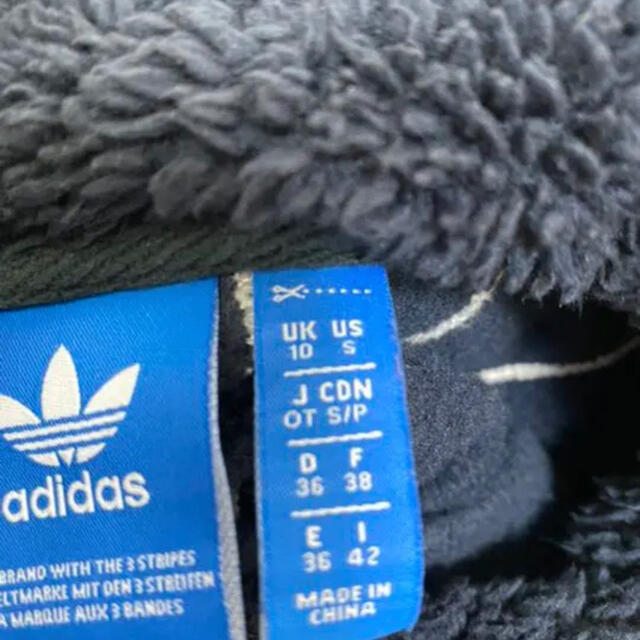 adidas
BRAND WITH THE 3 STRIPES
MARKE MIT DEN 3 STREIFEN
A MARQUE AUX 3 BANDES
UK US
10 S
J CDN
OT S/P
D F
36 38
E I
36 42
MADE IN
CHINA